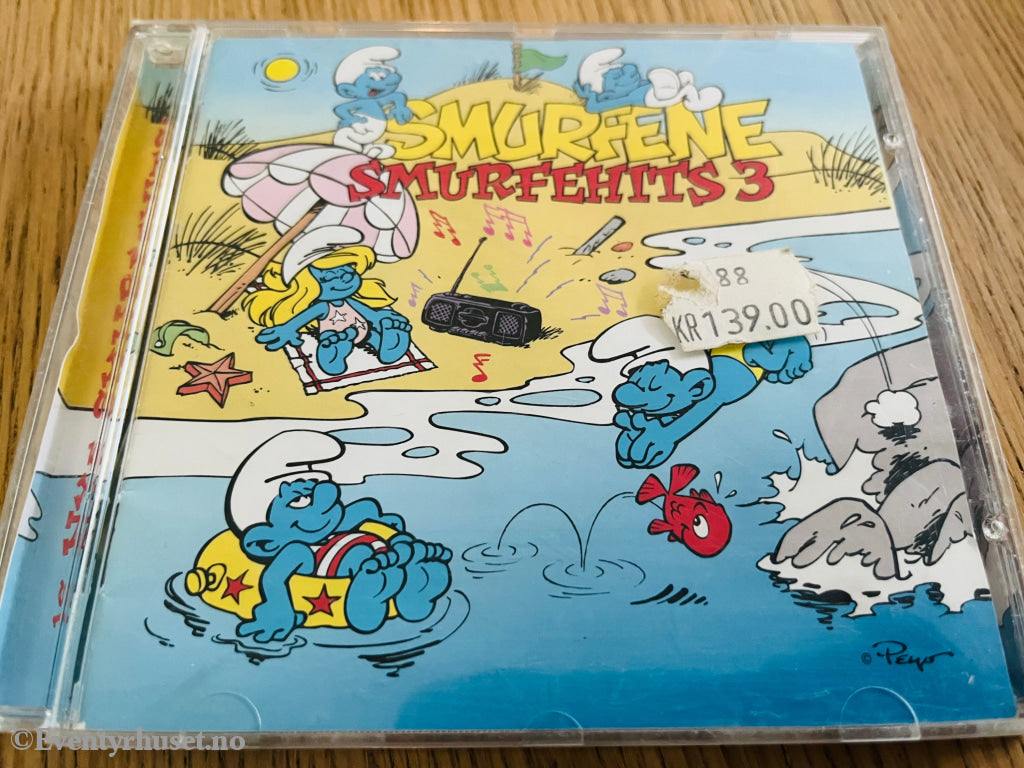 SMURFENE
SMURFEHITS 3
88
KR139.00
© Peyo
©Eventyrhuset.no